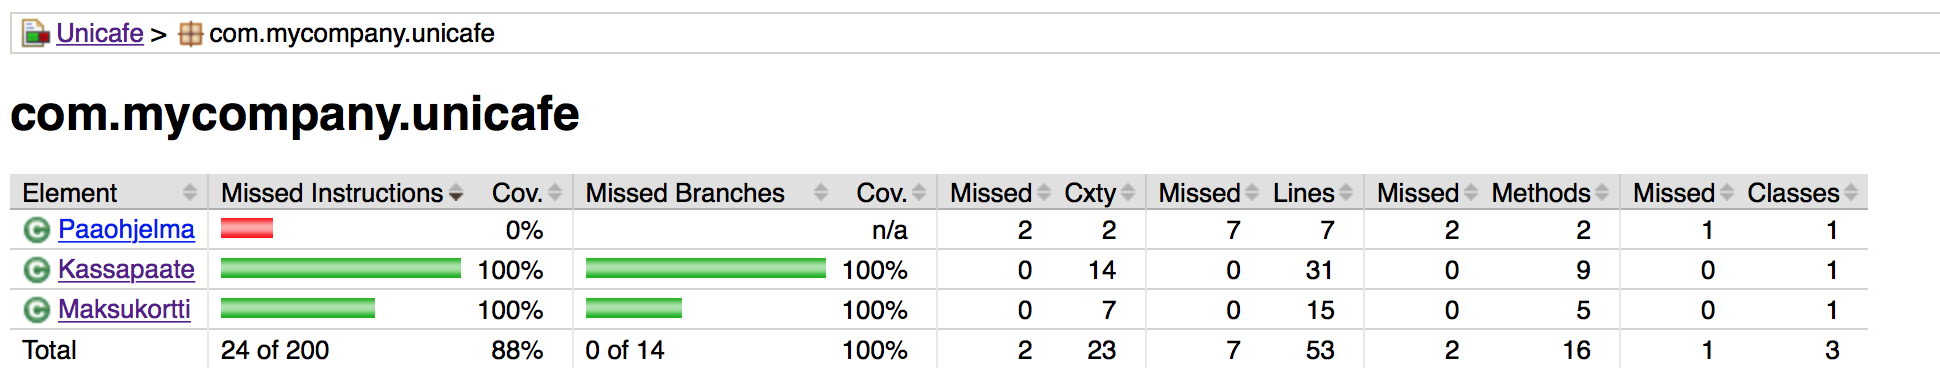 Unicafe > com.mycompany.unicafe
com.mycompany.unicafe
Element Missed Instructions Cov. Missed Branches Cov. Missed Cxty Missed Lines Missed Methods Missed Classes
C Paaohjelma 0% n/a 2 2 7 7 2 2 1 1
C Kassapaate 100% 100% 0 14 0 31 0 9 0 1
C Maksukortti 100% 100% 0 7 0 15 0 5 0 1
Total 24 of 200 88% 0 of 14 100% 2 23 7 53 2 16 1 3